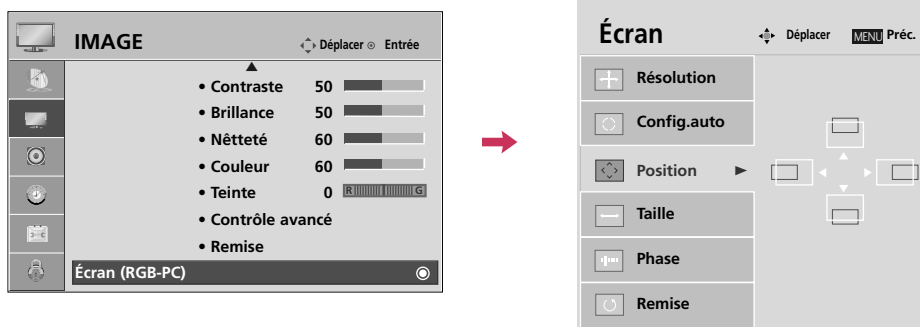 IMAGE
Déplacer Entrée
• Contraste 50
• Brillance 50
• Nêtteté 60
• Couleur 60
• Teinte 0 R G
• Contrôle avancé
• Remise
Écran (RGB-PC)
Écran
Déplacer MENU Préc.
Résolution
Config.auto
Position
Taille
Phase
Remise